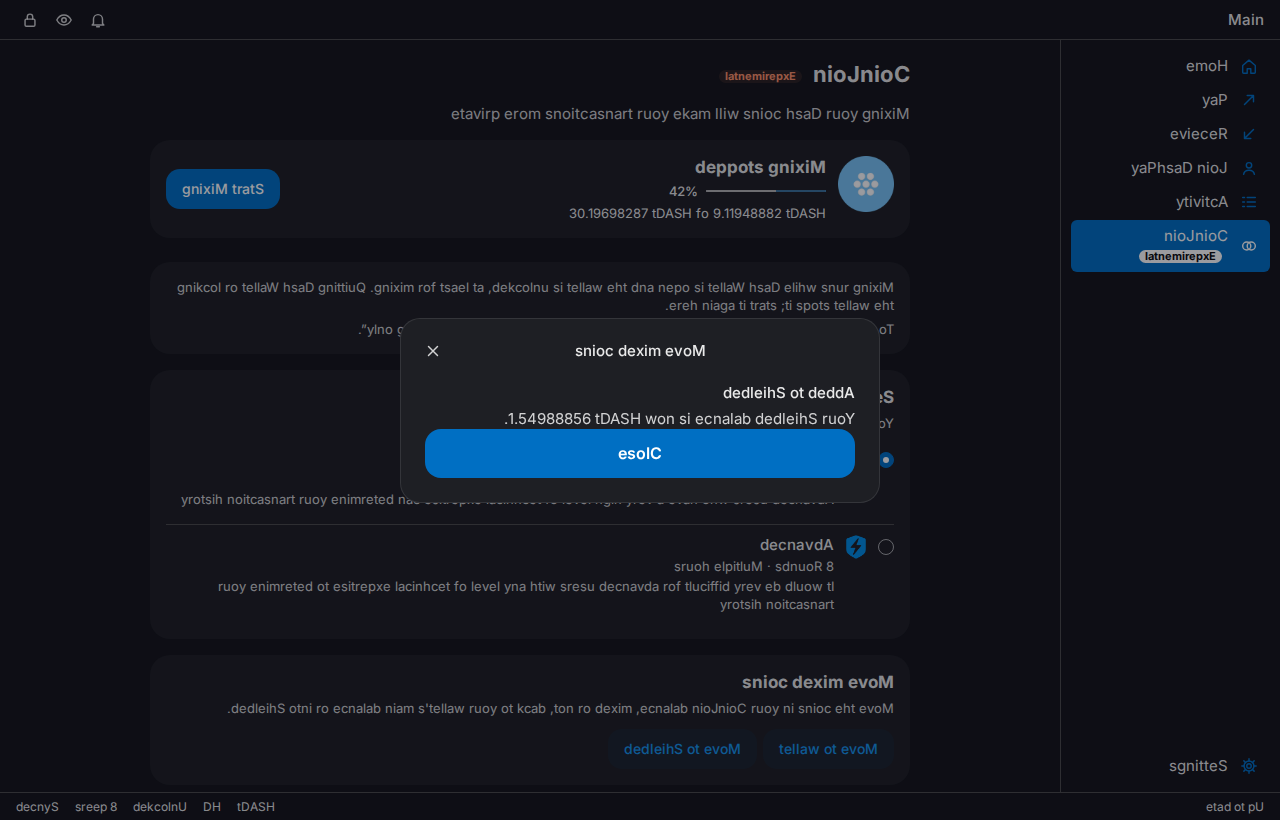 Main
emoH
yaP
evieceR
yaPhsaD nioJ
ytivitcA
nioJnioC
latnemirepxE
sgnitteS
nioJnioC
latnemirepxE
etavirp erom snoitcasnart ruoy ekam lliw snioc hsaD ruoy gnixiM
deppots gnixiM
42%
30.19698287 tDASH fo 9.11948882 tDASH
gnixiM tratS
gnikcol ro tellaW hsaD gnittiuQ .gnixim rof tsael ta ,dekcolnu si tellaw eht dna nepo si tellaW hsaD elihw snur gnixiM
.ereh niaga ti trats ;ti spots tellaw eht
.”ylno
snioc dexim evoM
dedleihS ot deddA
.1.54988856 tDASH won si ecnalab dedleihS ruoY
esolC
yrotsih noitcasnart ruoy enimreted
decnavdA
sruoh elpitluM · sdnuoR 8
ruoy enimreted ot esitrepxe lacinhcet fo level yna htiw sresu decnavda rof tluciffid yrev eb dluow tI
yrotsih noitcasnart
snioc dexim evoM
.dedleihS otni ro ecnalab niam s'tellaw ruoy ot kcab ,ton ro dexim ,ecnalab nioJnioC ruoy ni snioc eht evoM
tellaw ot evoM
dedleihS ot evoM
decnyS
sreep 8
dekcolnU
DH
tDASH
etad ot pU